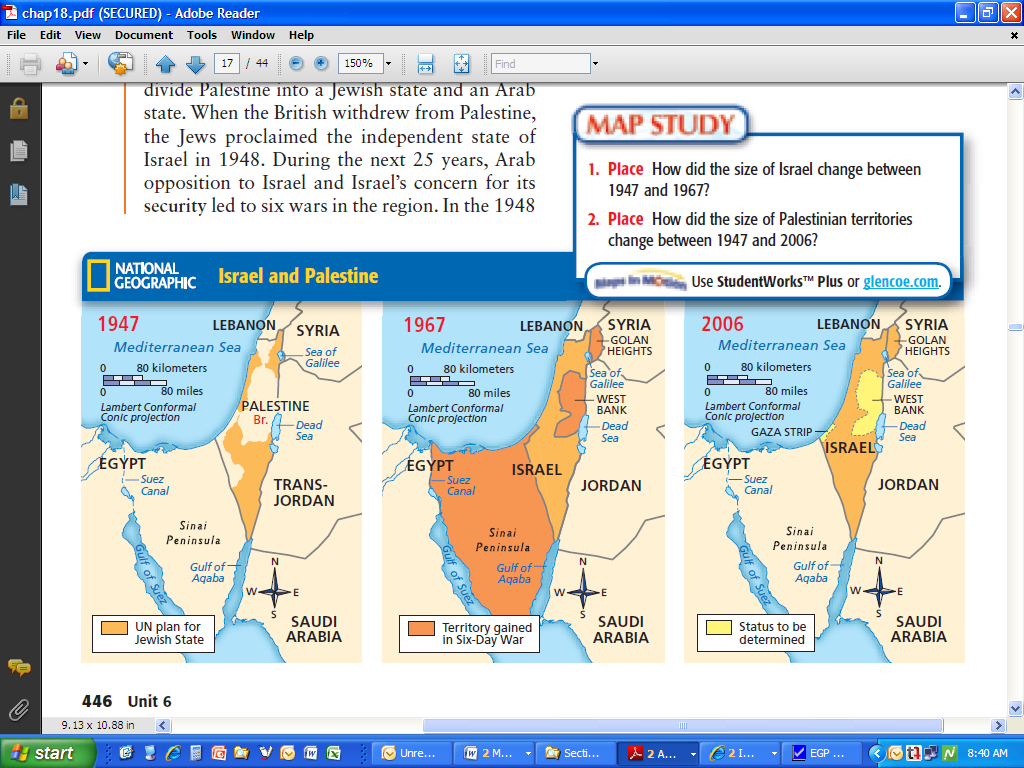 chap18.pdf (SECURED) - Adobe Reader
File Edit View Document Tools Window Help
17 / 44 150% Find
divide Palestine into a Jewish state and an Arab
state. When the British withdrew from Palestine,
the Jews proclaimed the independent state of
Israel in 1948. During the next 25 years, Arab
opposition to Israel and Israel's concern for its
security led to six wars in the region. In the 1948
MAP STUDY
1. Place How did the size of Israel change between
1947 and 1967?
2. Place How did the size of Palestinian territories
change between 1947 and 2006?
Maps In Motion Use StudentWorks™ Plus or glencoe.com.
NATIONAL
GEOGRAPHIC
Israel and Palestine
1947
LEBANON
SYRIA
Mediterranean Sea
Sea of
Galilee
0 80 kilometers
0 80 miles
Lambert Conformal
Conic projection
PALESTINE
Br.
Dead
Sea
EGYPT
Suez
Canal
TRANS-
JORDAN
Sinai
Peninsula
Gulf of Suez
Gulf of
Aqaba
N
W E
S
UN plan for
Jewish State
SAUDI
ARABIA
1967
LEBANON
SYRIA
GOLAN
HEIGHTS
Mediterranean Sea
0 80 kilometers
0 80 miles
Sea of
Galilee
Lambert Conformal
Conic projection
WEST
BANK
Dead
Sea
EGYPT
ISRAEL
Suez
Canal
JORDAN
Sinai
Peninsula
Gulf of Suez
Gulf of
Aqaba
N
W E
S
Territory gained
in Six-Day War
SAUDI
ARABIA
2006
LEBANON
SYRIA
GOLAN
HEIGHTS
Mediterranean Sea
0 80 kilometers
0 80 miles
Sea of
Galilee
Lambert Conformal
Conic projection
WEST
BANK
GAZA STRIP
Dead
Sea
ISRAEL
EGYPT
Suez
Canal
JORDAN
Sinai
Peninsula
Gulf of Suez
Gulf of
Aqaba
N
W E
S
Status to be
determined
SAUDI
ARABIA
446 Unit 6
9.13 x 10.88 in
start Unre... 2 M... Secti... 2 A... 2 I... EGP ... 8:40 AM